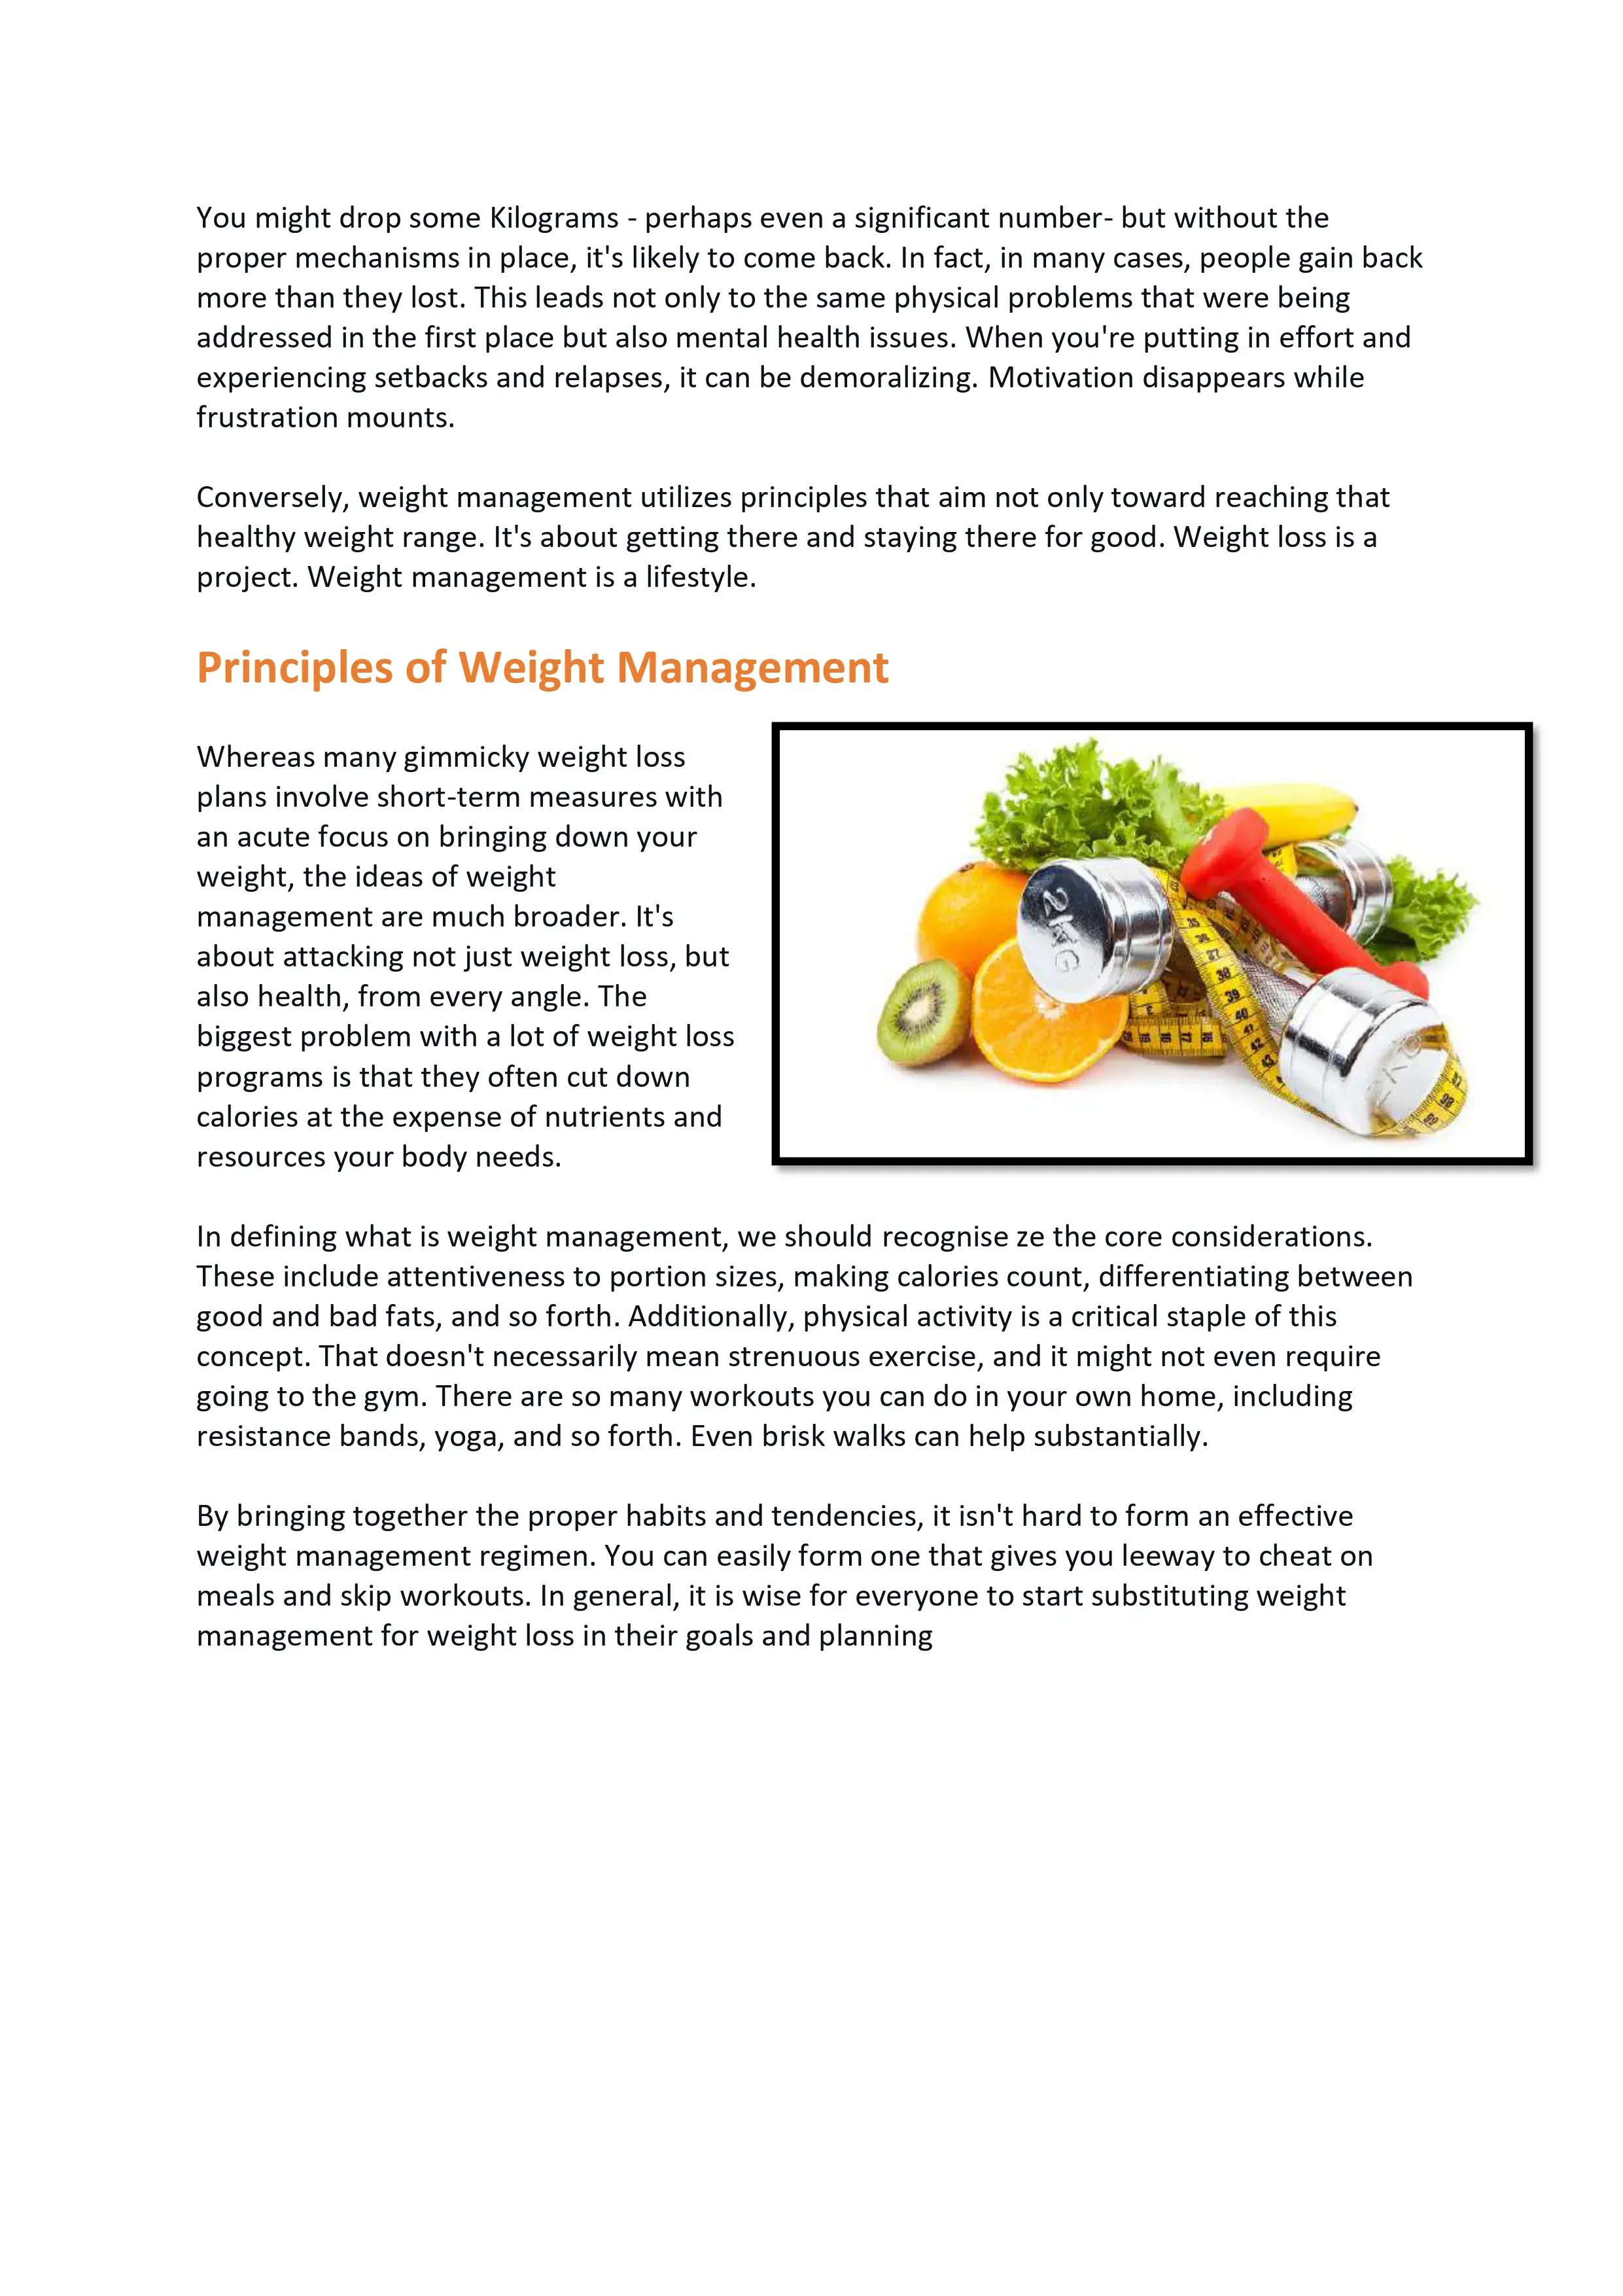 You might drop some Kilograms - perhaps even a significant number- but without the
proper mechanisms in place, it's likely to come back. In fact, in many cases, people gain back
more than they lost. This leads not only to the same physical problems that were being
addressed in the first place but also mental health issues. When you're putting in effort and
experiencing setbacks and relapses, it can be demoralizing. Motivation disappears while
frustration mounts.
Conversely, weight management utilizes principles that aim not only toward reaching that
healthy weight range. It's about getting there and staying there for good. Weight loss is a
project. Weight management is a lifestyle.
Principles of Weight Management
Whereas many gimmicky weight loss
plans involve short-term measures with
an acute focus on bringing down your
weight, the ideas of weight
management are much broader. It's
about attacking not just weight loss, but
also health, from every angle. The
biggest problem with a lot of weight loss
programs is that they often cut down
calories at the expense of nutrients and
resources your body needs.
2KG
35
36
37
38
39
40
41
42
43
In defining what is weight management, we should recognise ze the core considerations.
These include attentiveness to portion sizes, making calories count, differentiating between
good and bad fats, and so forth. Additionally, physical activity is a critical staple of this
concept. That doesn't necessarily mean strenuous exercise, and it might not even require
going to the gym. There are so many workouts you can do in your own home, including
resistance bands, yoga, and so forth. Even brisk walks can help substantially.
By bringing together the proper habits and tendencies, it isn't hard to form an effective
weight management regimen. You can easily form one that gives you leeway to cheat on
meals and skip workouts. In general, it is wise for everyone to start substituting weight
management for weight loss in their goals and planning